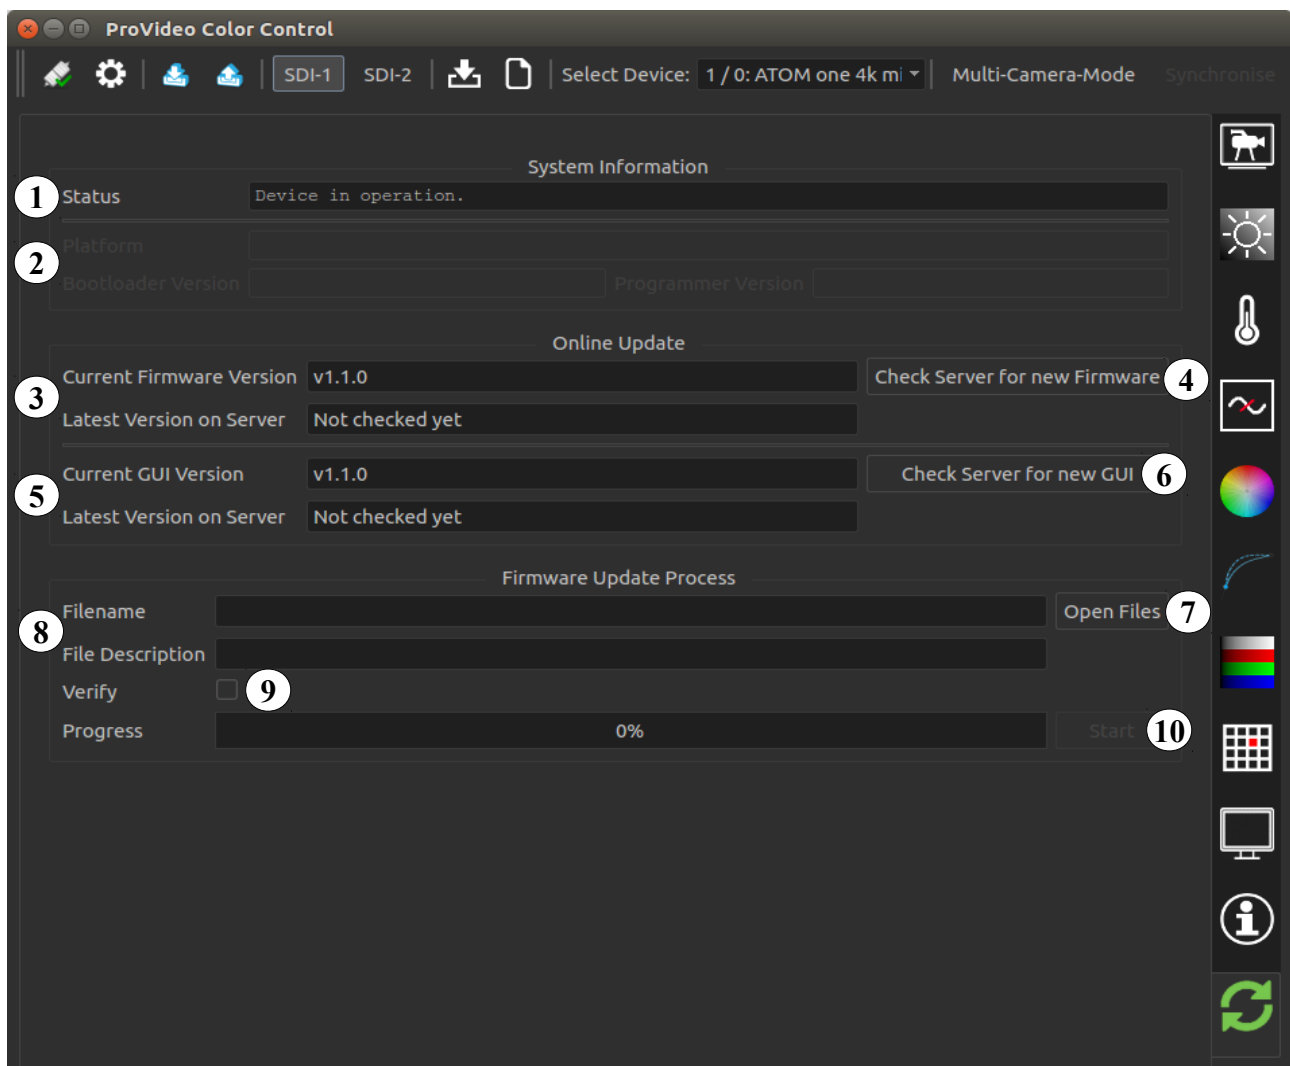 ProVideo Color Control
SDI-1 SDI-2 Select Device: 1 / 0: ATOM one 4k mi Multi-Camera-Mode Synchronise
System Information
1 Status Device in operation.
2 Platform
Bootloader Version Programmer Version
Online Update
3 Current Firmware Version v1.1.0 Check Server for new Firmware 4
Latest Version on Server Not checked yet
5 Current GUI Version v1.1.0 Check Server for new GUI 6
Latest Version on Server Not checked yet
Firmware Update Process
8 Filename Open Files 7
File Description
Verify 9
Progress 0% Start 10